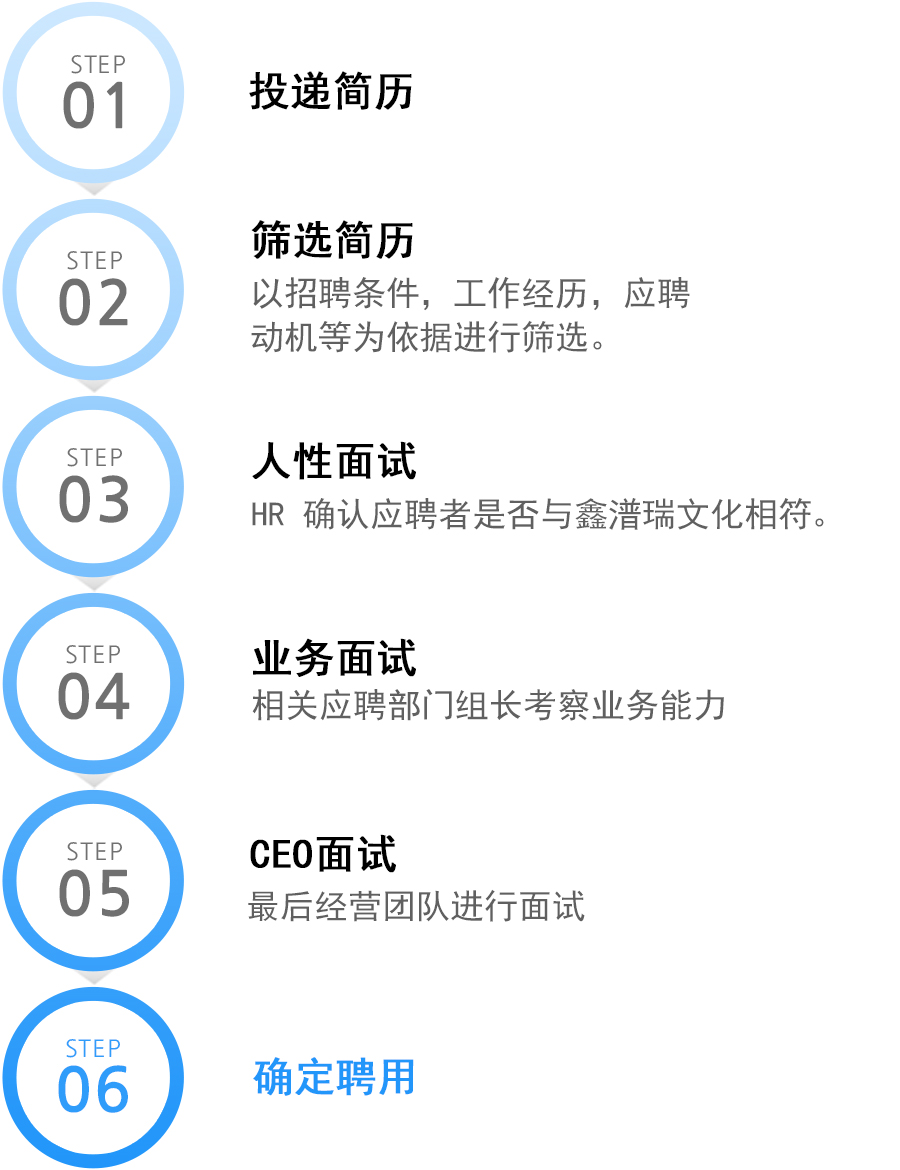 STEP
01
投递简历
STEP
02
筛选简历
以招聘条件，工作经历，应聘
动机等为依据进行筛选。
STEP
03
人性面试
HR 确认应聘者是否与鑫潽瑞文化相符。
STEP
04
业务面试
相关应聘部门组长考察业务能力
STEP
05
CEO面试
最后经营团队进行面试
STEP
06
确定聘用